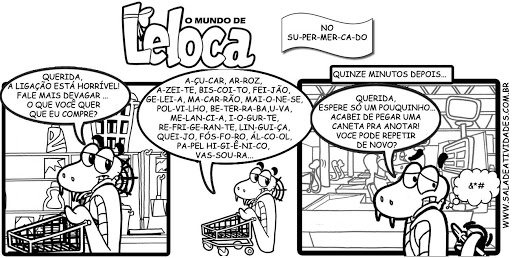 O MUNDO DE
Leloca
NO
SU-PER-MER-CA-DO
QUERIDA,
A LIGAÇÃO ESTÁ HORRÍVEL!
FALE MAIS DEVAGAR ...
O QUE VOCÊ QUER
QUE EU COMPRE?
A-ÇU-CAR, AR-ROZ,
A-ZEI-TE, BIS-COI-TO, FEI-JÃO,
GE-LEI-A, MA-CAR-RÃO, MAI-O-NE-SE,
POL-VI-LHO, BE-TER-RA-BA,U-VA,
ME-LAN-CI-A, I-O-GUR-TE,
RE-FRI-GE-RAN-TE, LIN-GUI-ÇA,
QUEI-JO, FÓS-FO-RO, ÁL-CO-OL,
PA-PEL HI-GI-Ê-NI-CO,
VAS-SOU-RA...
QUINZE MINUTOS DEPOIS...
QUERIDA,
ESPERE SÓ UM POUQUINHO...
ACABEI DE PEGAR UMA
CANETA PRA ANOTAR!
VOCÊ PODE REPETIR
DE NOVO?
&*#
WWW.SALADEATIVIDADES.COM.BR